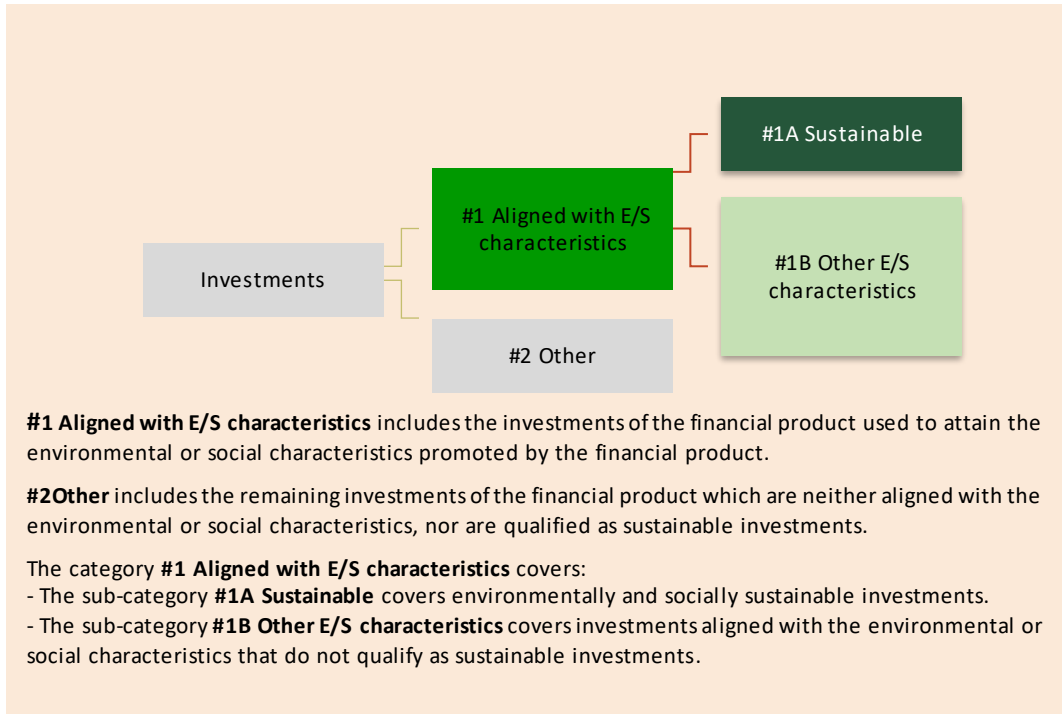 #1A Sustainable
#1 Aligned with E/S
characteristics
#1B Other E/S
characteristics
Investments
#2 Other
#1 Aligned with E/S characteristics includes the investments of the financial product used to attain the
environmental or social characteristics promoted by the financial product.
#2Other includes the remaining investments of the financial product which are neither aligned with the
environmental or social characteristics, nor are qualified as sustainable investments.
The category #1 Aligned with E/S characteristics covers:
- The sub-category #1A Sustainable covers environmentally and socially sustainable investments.
- The sub-category #1B Other E/S characteristics covers investments aligned with the environmental or
social characteristics that do not qualify as sustainable investments.